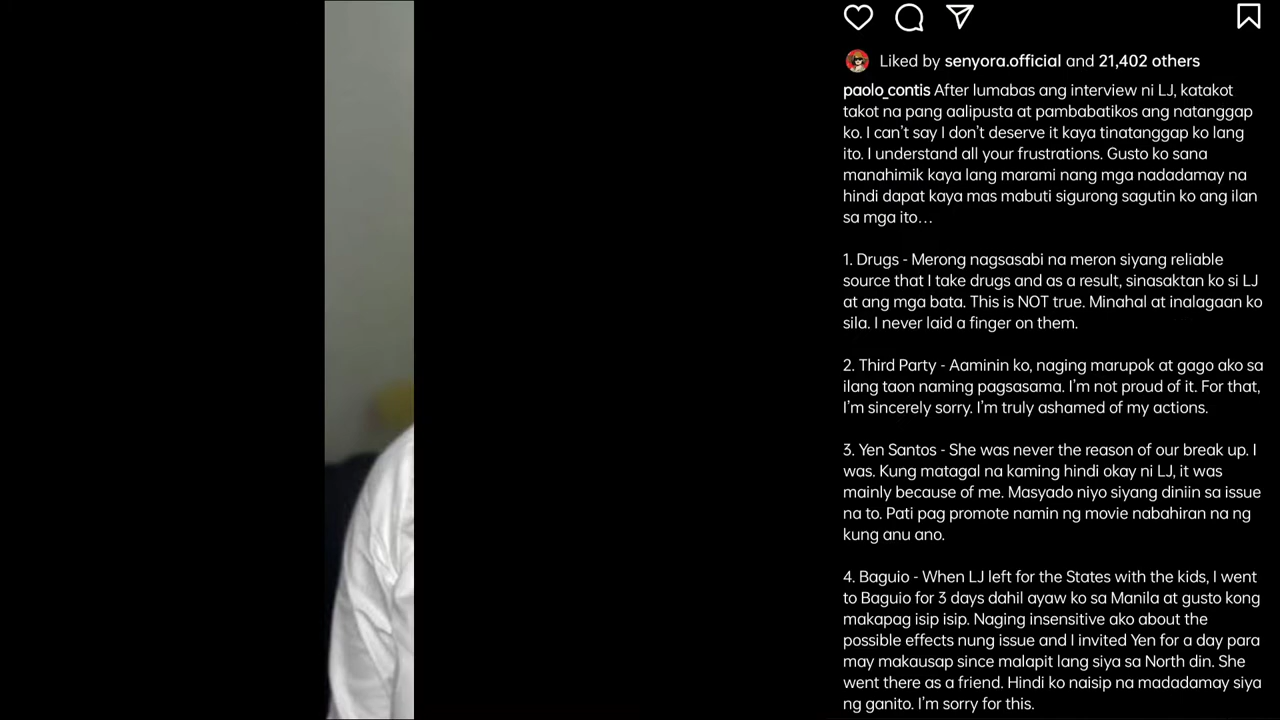 Liked by senyora.official and 21,402 others
paolo_contis After lumabas ang interview ni LJ, katakot
takot na pang aalipusta at pambabatikos ang natanggap
ko. I can't say I don't deserve it kaya tinatanggap ko lang
ito. I understand all your frustrations. Gusto ko sana
manahimik kaya lang marami nang mga nadadamay na
hindi dapat kaya mas mabuti sigurong sagutin ko ang ilan
sa mga ito...
1. Drugs - Merong nagsasabi na meron siyang reliable
source that I take drugs and as a result, sinasaktan ko si LJ
at ang mga bata. This is NOT true. Minahal at inalagaan ko
sila. I never laid a finger on them.
2. Third Party - Aaminin ko, naging marupok at gago ako sa
ilang taon naming pagsasama. I'm not proud of it. For that,
I'm sincerely sorry. I'm truly ashamed of my actions.
3. Yen Santos - She was never the reason of our break up. I
was. Kung matagal na kaming hindi okay ni LJ, it was
mainly because of me. Masyado niyo siyang diniin sa issue
na to. Pati pag promote namin ng movie nabahiran na ng
kung anu ano.
4. Baguio - When LJ left for the States with the kids, I went
to Baguio for 3 days dahil ayaw ko sa Manila at gusto kong
makapag isip isip. Naging insensitive ako about the
possible effects nung issue and I invited Yen for a day para
may makausap since malapit lang siya sa North din. She
went there as a friend. Hindi ko naisip na madadamay siya
ng ganito. I'm sorry for this.